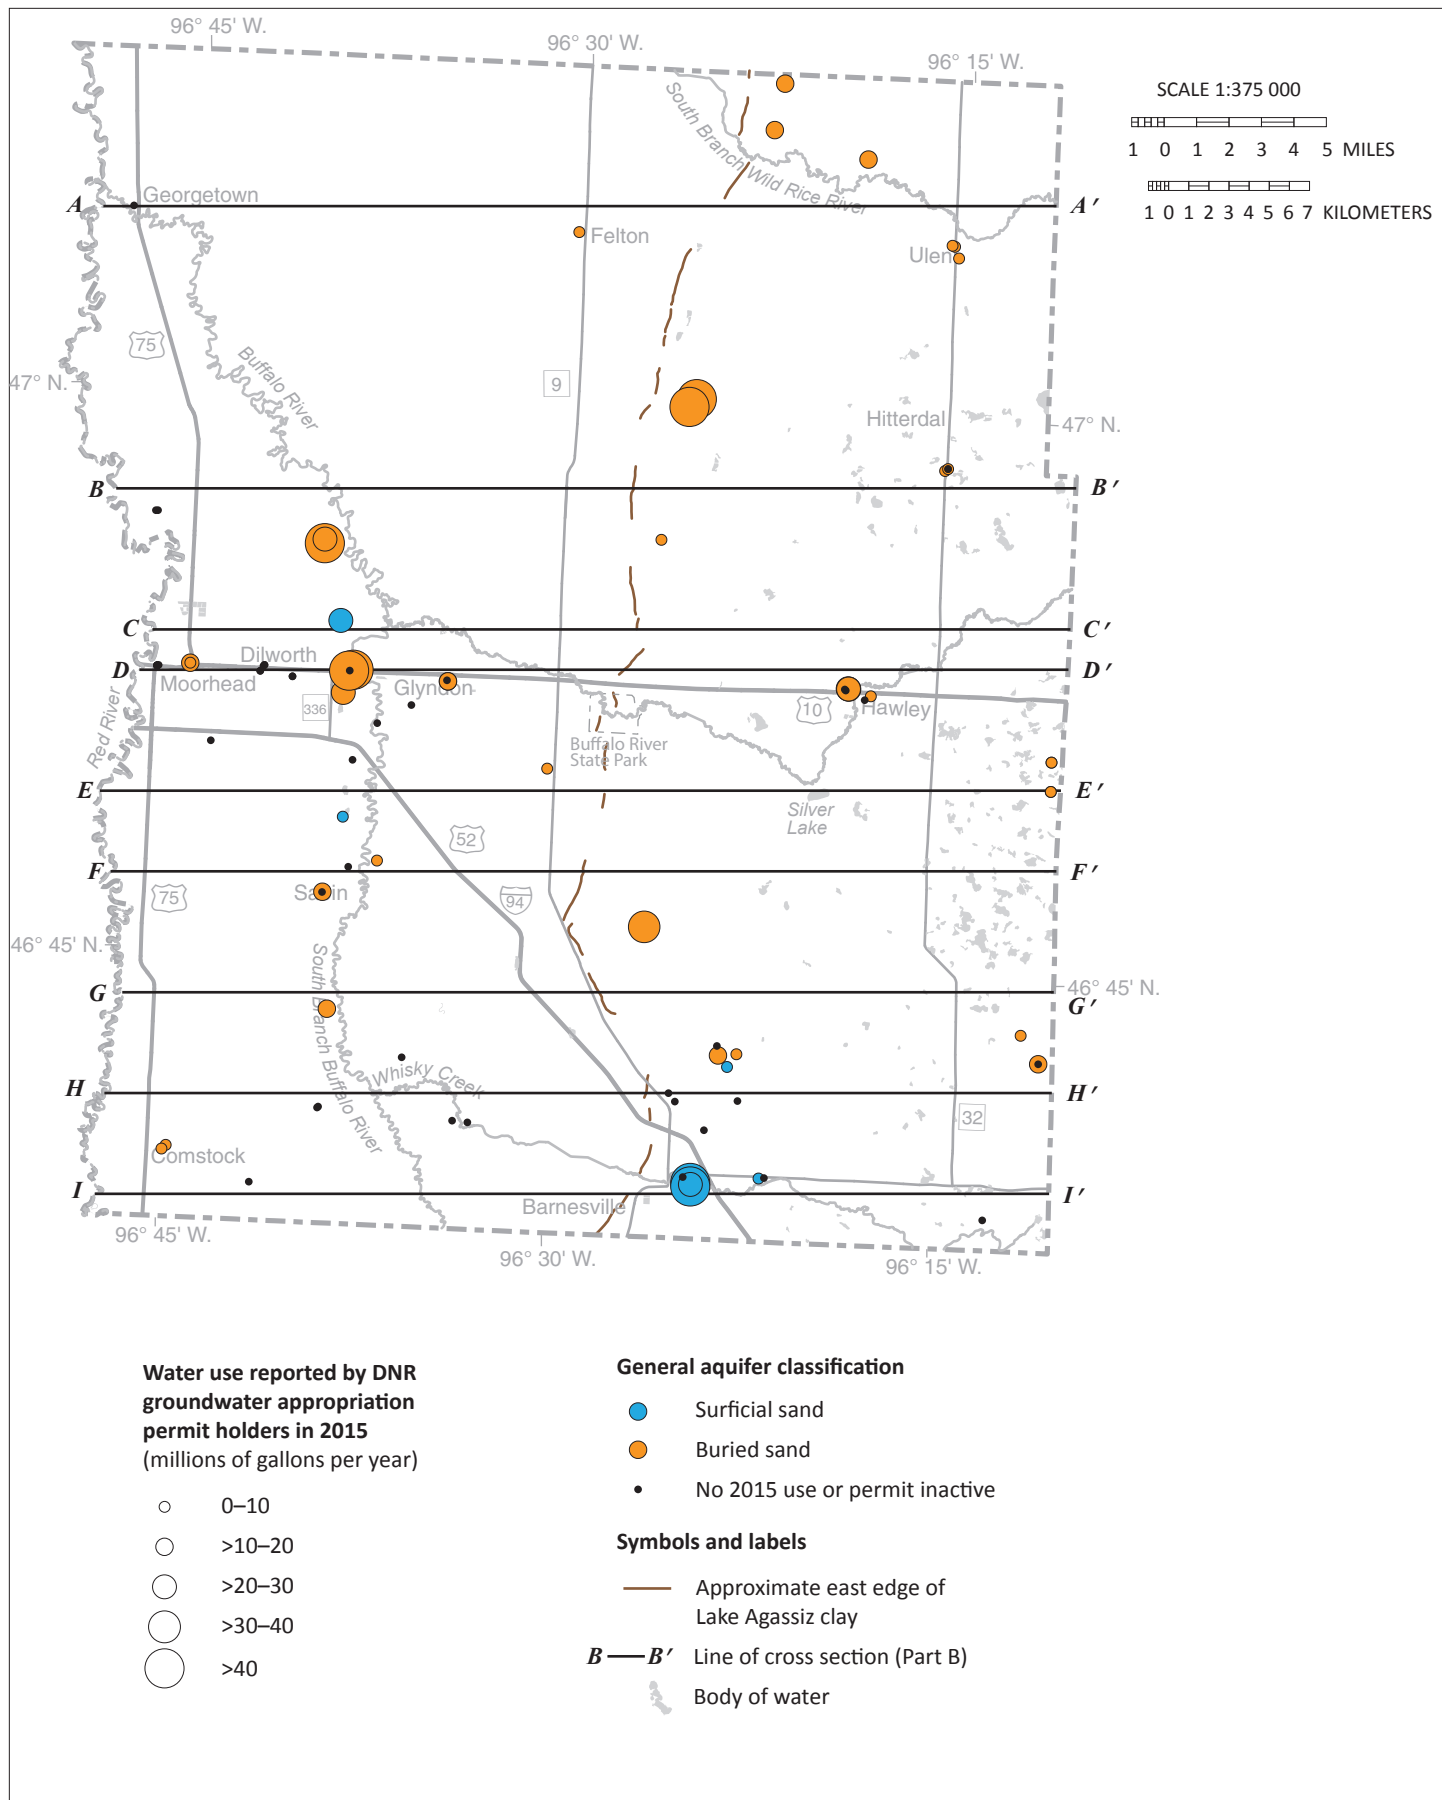 96° 45' W.
96° 30' W.
96° 15' W.
SCALE 1:375 000
1 0 1 2 3 4 5 MILES
1 0 1 2 3 4 5 6 7 KILOMETERS
South Branch Wild Rice River
Georgetown
A
A′
Felton
Ulen
75
Buffalo River
9
47° N.
47° N.
Hitterdal
B
B′
C
C′
Dilworth
D
D′
Moorhead
Glyndon
Hawley
336
10
Red River
Buffalo River
State Park
E
E′
Silver
Lake
52
F
F′
75
Sabin
94
46° 45' N.
South Branch Buffalo River
G
46° 45' N.
G′
Whisky Creek
H
H′
32
Comstock
I
I′
Barnesville
96° 45' W.
96° 30' W.
96° 15' W.
Water use reported by DNR
groundwater appropriation
permit holders in 2015
(millions of gallons per year)
0–10
>10–20
>20–30
>30–40
>40
General aquifer classification
Surficial sand
Buried sand
No 2015 use or permit inactive
Symbols and labels
Approximate east edge of
Lake Agassiz clay
B B′ Line of cross section (Part B)
Body of water